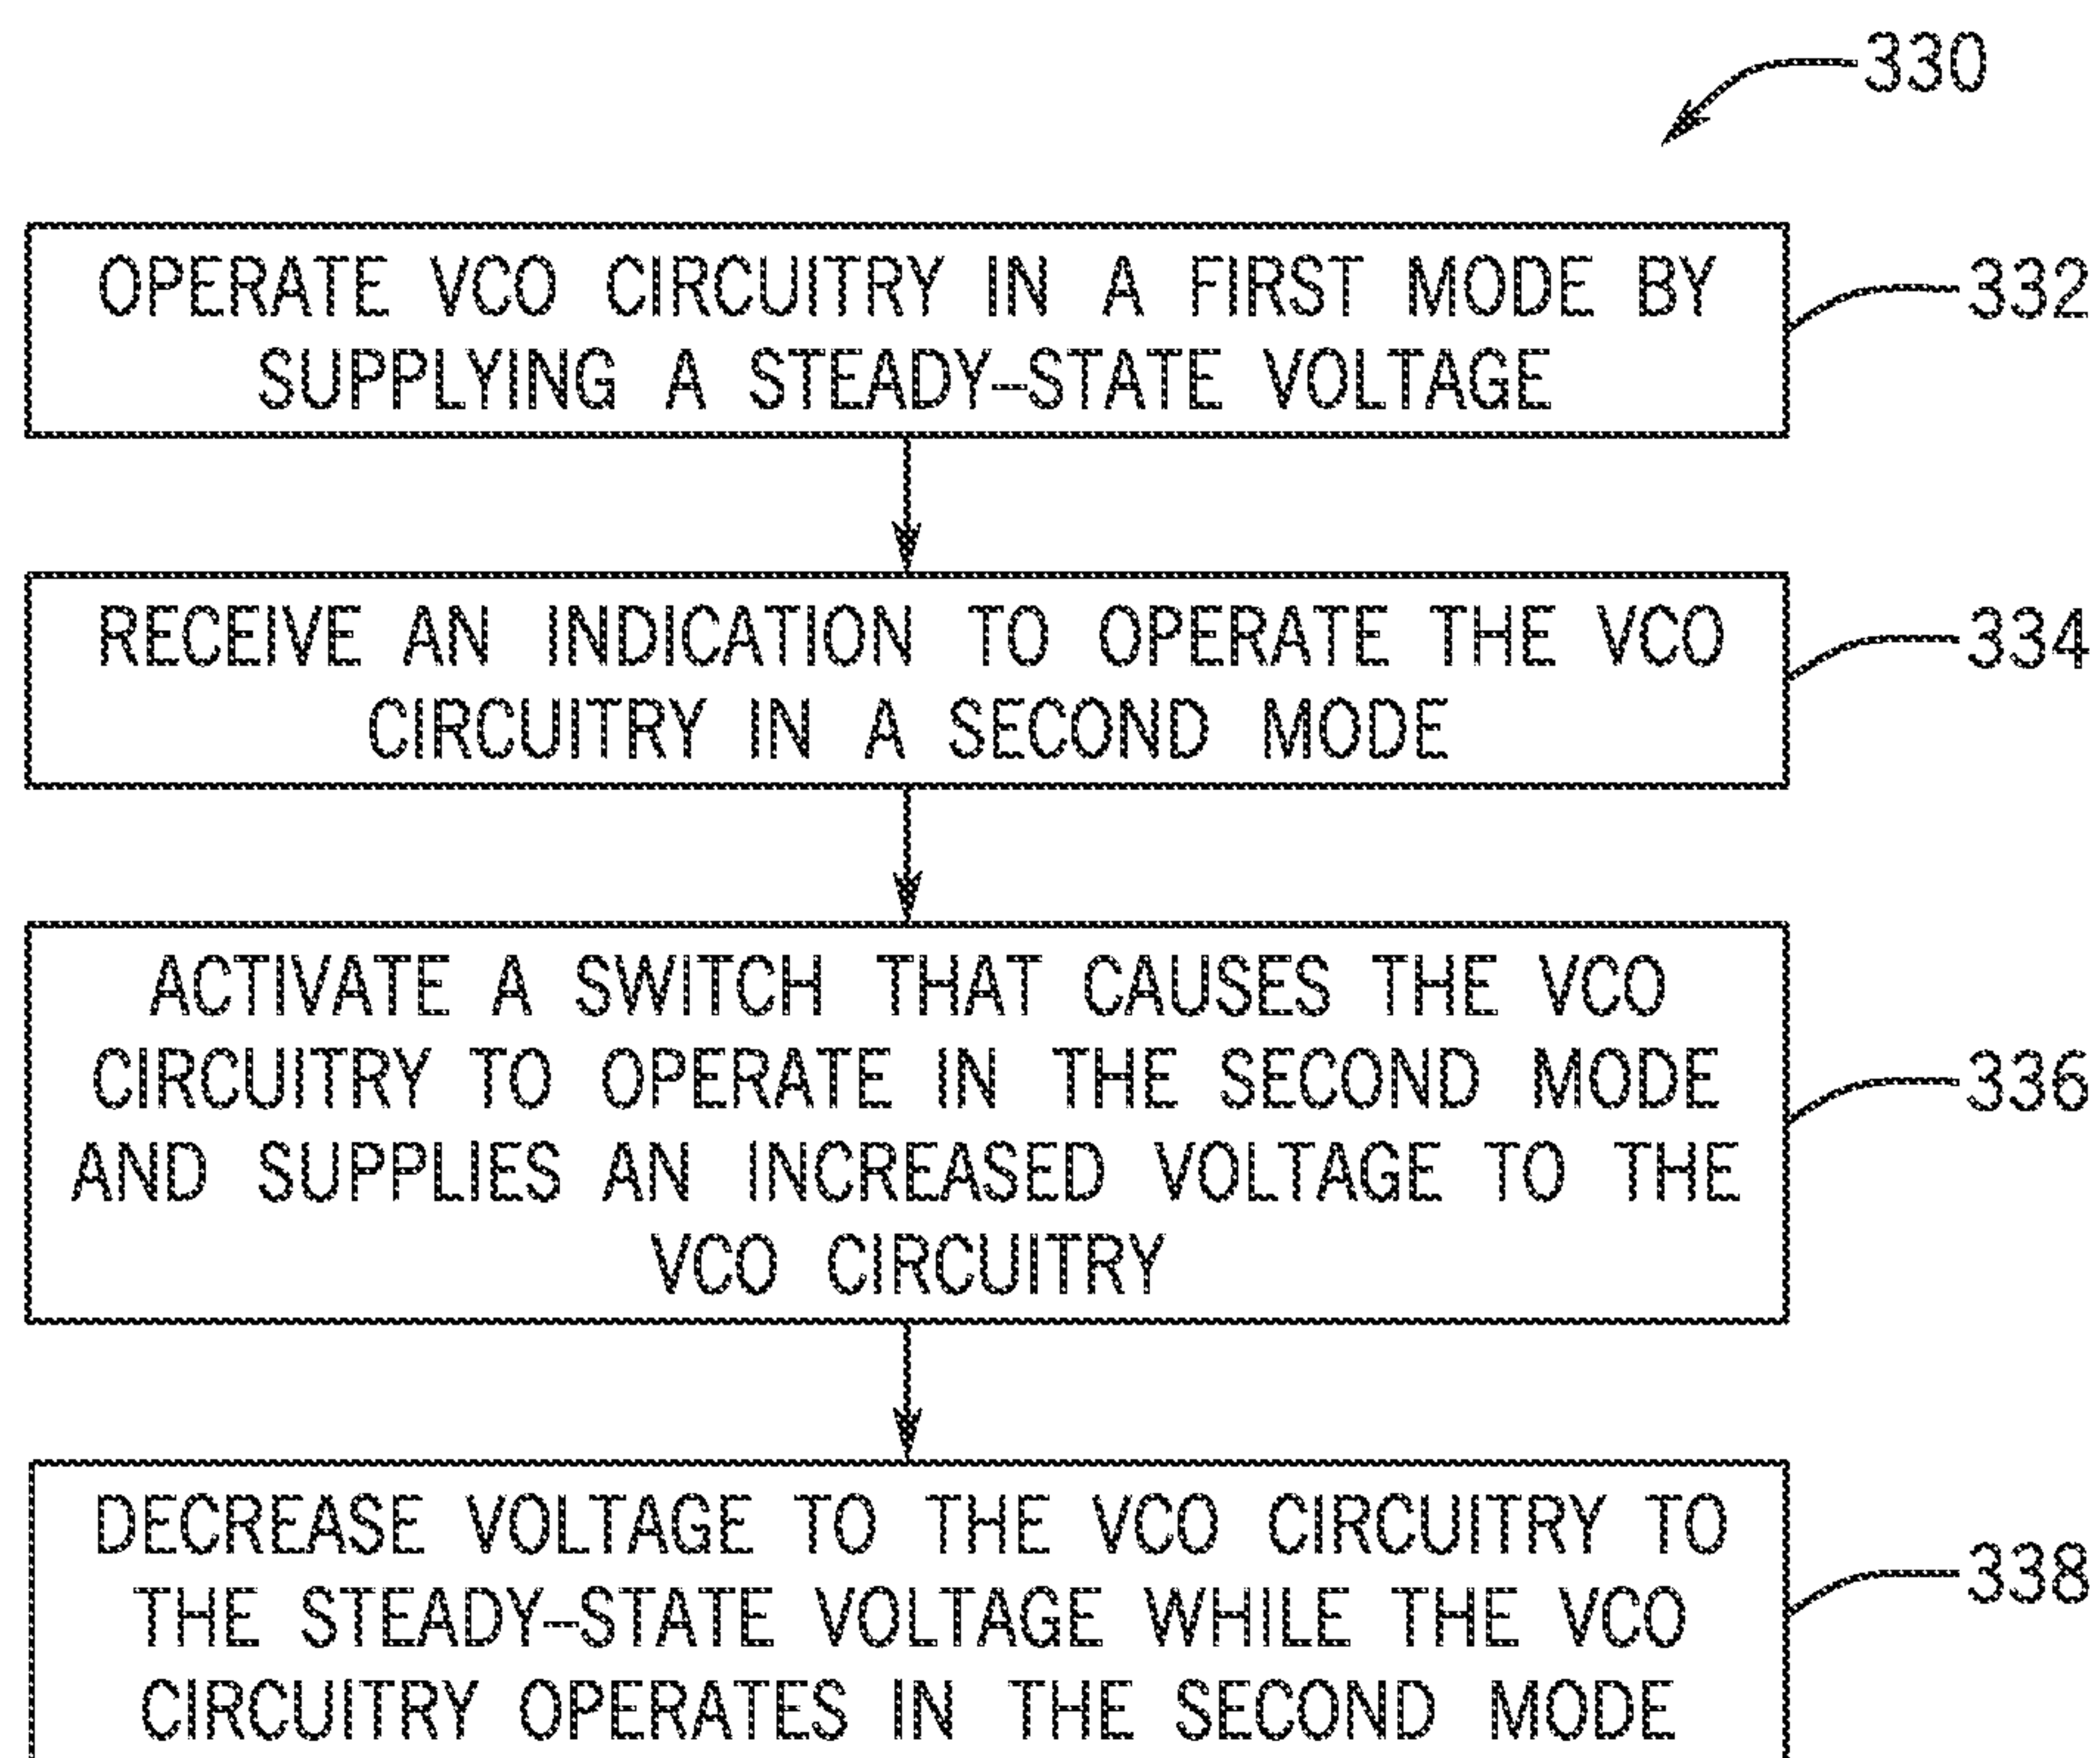 330
OPERATE VCO CIRCUITRY IN A FIRST MODE BY
SUPPLYING A STEADY-STATE VOLTAGE
332
RECEIVE AN INDICATION TO OPERATE THE VCO
CIRCUITRY IN A SECOND MODE
334
ACTIVATE A SWITCH THAT CAUSES THE VCO
CIRCUITRY TO OPERATE IN THE SECOND MODE
AND SUPPLIES AN INCREASED VOLTAGE TO THE
VCO CIRCUITRY
336
DECREASE VOLTAGE TO THE VCO CIRCUITRY TO
THE STEADY-STATE VOLTAGE WHILE THE VCO
CIRCUITRY OPERATES IN THE SECOND MODE
338